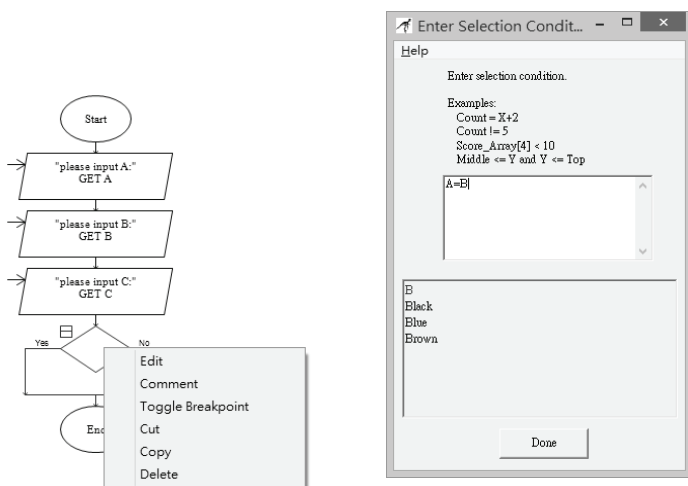 Start
"please input A:"
GET A
"please input B:"
GET B
"please input C:"
GET C
Yes
No
Edit
Comment
Toggle Breakpoint
Cut
Copy
Delete
Enter Selection Condit...
Help
Enter selection condition.
Examples:
Count = X+2
Count != 5
Score_Array[4] < 10
Middle <= Y and Y <= Top
A=B
B
Black
Blue
Brown
Done